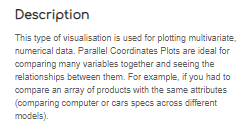 Description
This type of visualisation is used for plotting multivariate,
numerical data. Parallel Coordinates Plots are ideal for
comparing many variables together and seeing the
relationships between them. For example, if you had to
compare an array of products with the same attributes
(comparing computer or cars specs across different
models).